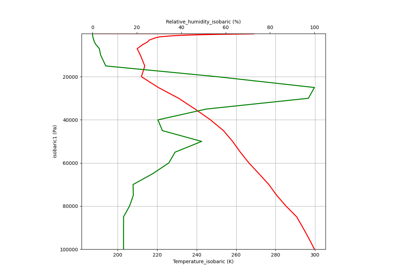 Relative_humidity_isobaric (%)
0 20 40 60 80 100
20000
40000
60000
80000
100000
isobaric1 (Pa)
200 220 240 260 280 300
Temperature_isobaric (K)